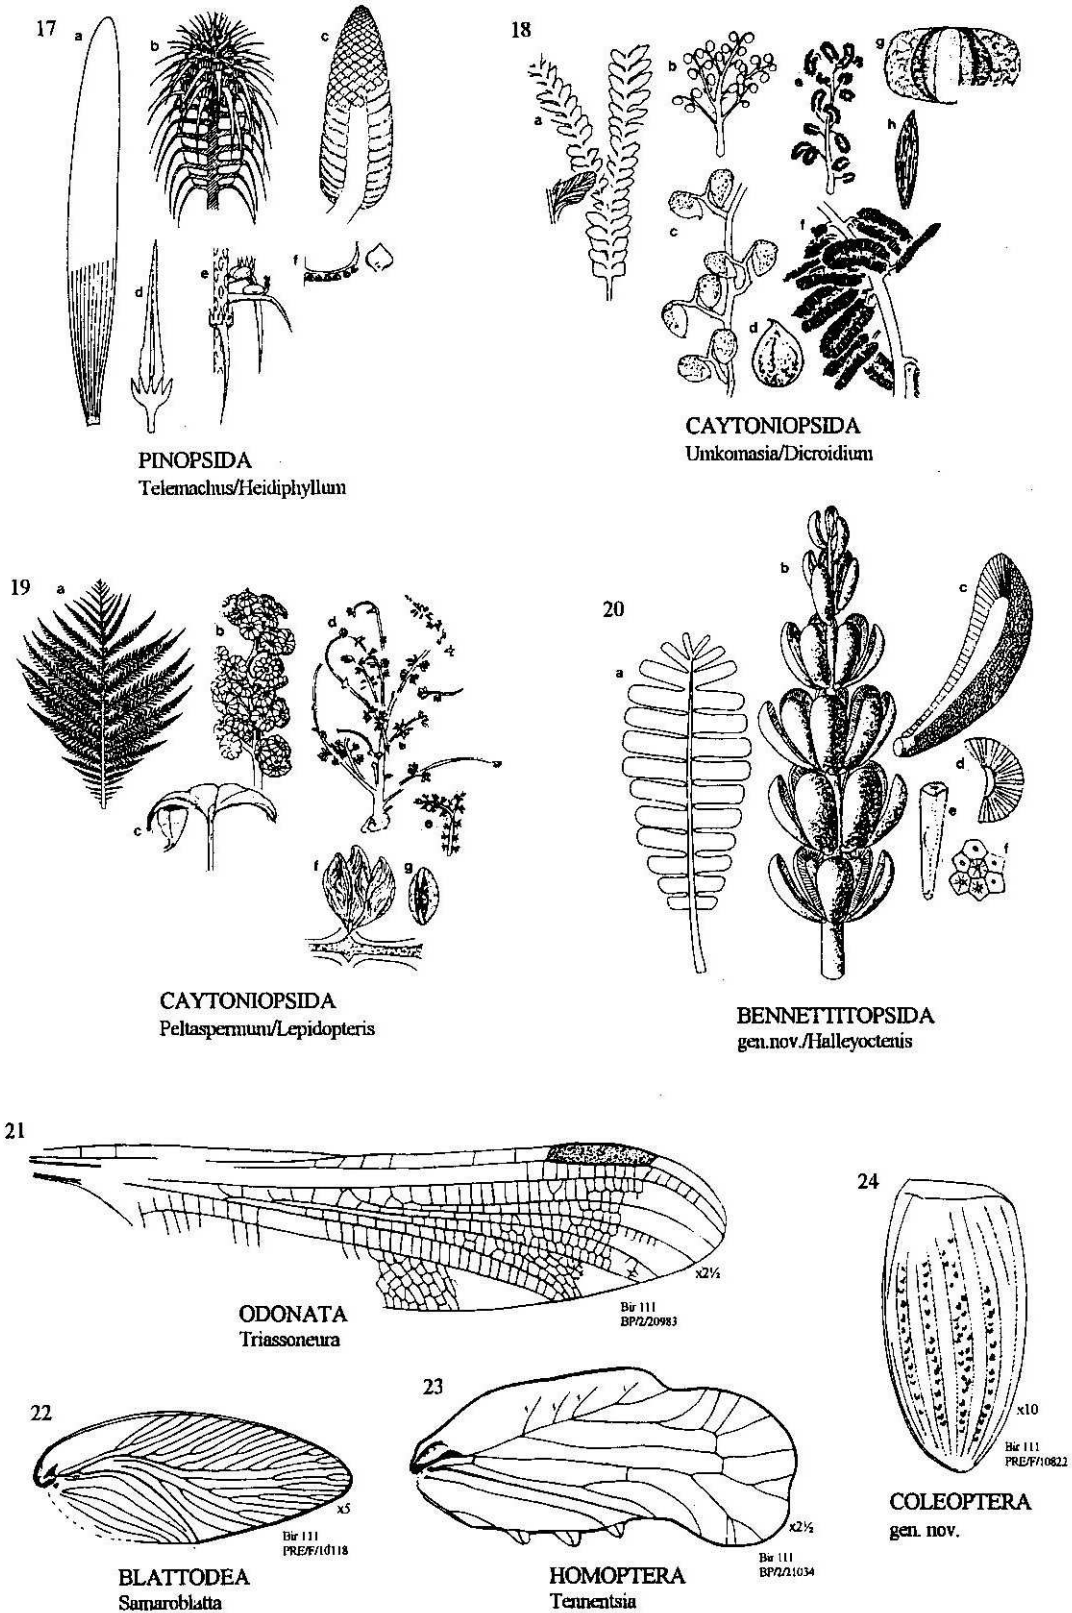 17
a
b
c
d
e
f
PINOPSIDA
Telemachus/Heidiphyllum
18
a
b
c
d
f
g
h
CAYTONIOPSIDA
Umkomasia/Dicroidium
19
a
b
c
d
e
f
g
CAYTONIOPSIDA
Peltaspermum/Lepidopteris
20
a
b
c
d
e
f
BENNETTITOPSIDA
gen.nov./Halleyoctenis
21
x2½
Bir 111
BP/2/20983
ODONATA
Triassoneura
22
x5
Bir 111
PRE/F/10118
BLATTODEA
Samaroblatta
23
x2½
Bir 111
BP/2/21034
HOMOPTERA
Tennentsia
24
x10
Bir 111
PRE/F/10822
COLEOPTERA
gen. nov.